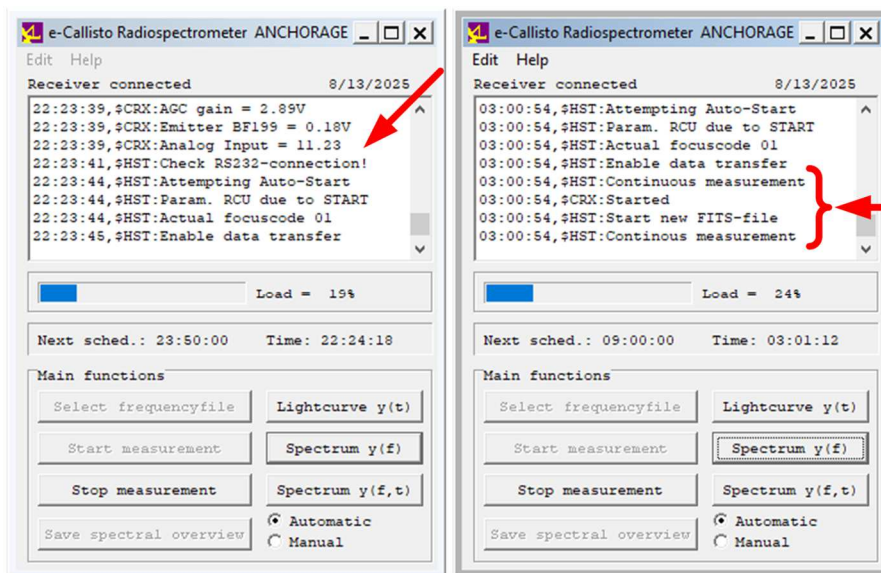 e-Callisto Radiospectrometer ANCHORAGE
Edit Help
Receiver connected 8/13/2025
22:23:39,$CRX:AGC gain = 2.89V
22:23:39,$CRX:Emitter BF199 = 0.18V
22:23:39,$CRX:Analog Input = 11.23
22:23:41,$HST:Check RS232-connection!
22:23:44,$HST:Attempting Auto-Start
22:23:44,$HST:Param. RCU due to START
22:23:44,$HST:Actual focuscode 01
22:23:45,$HST:Enable data transfer
Load = 19%
Next sched.: 23:50:00 Time: 22:24:18
Main functions
Select frequencyfile Lightcurve y(t)
Start measurement Spectrum y(f)
Stop measurement Spectrum y(f,t)
Save spectral overview
Automatic
Manual
e-Callisto Radiospectrometer ANCHORAGE
Edit Help
Receiver connected 8/13/2025
03:00:54,$HST:Attempting Auto-Start
03:00:54,$HST:Param. RCU due to START
03:00:54,$HST:Actual focuscode 01
03:00:54,$HST:Enable data transfer
03:00:54,$HST:Continuous measurement
03:00:54,$CRX:Started
03:00:54,$HST:Start new FITS-file
03:00:54,$HST:Continous measurement
Load = 24%
Next sched.: 09:00:00 Time: 03:01:12
Main functions
Select frequencyfile Lightcurve y(t)
Start measurement Spectrum y(f)
Stop measurement Spectrum y(f,t)
Save spectral overview
Automatic
Manual